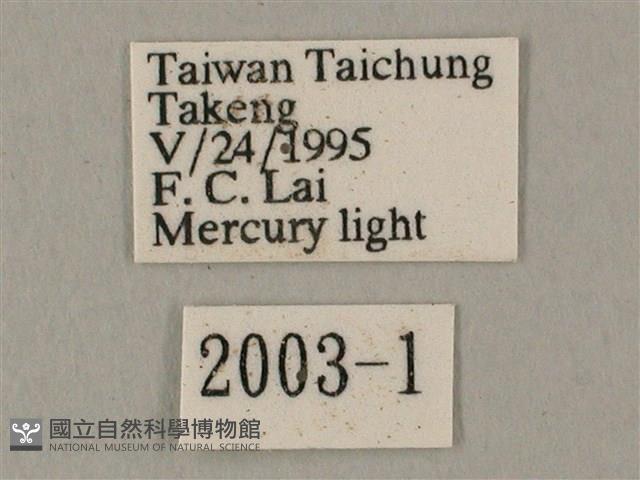 Taiwan Taichung
Takeng
V/24/1995
F. C. Lai
Mercury light
2003-1
國立自然科學博物館
NATIONAL MUSEUM OF NATURAL SCIENCE